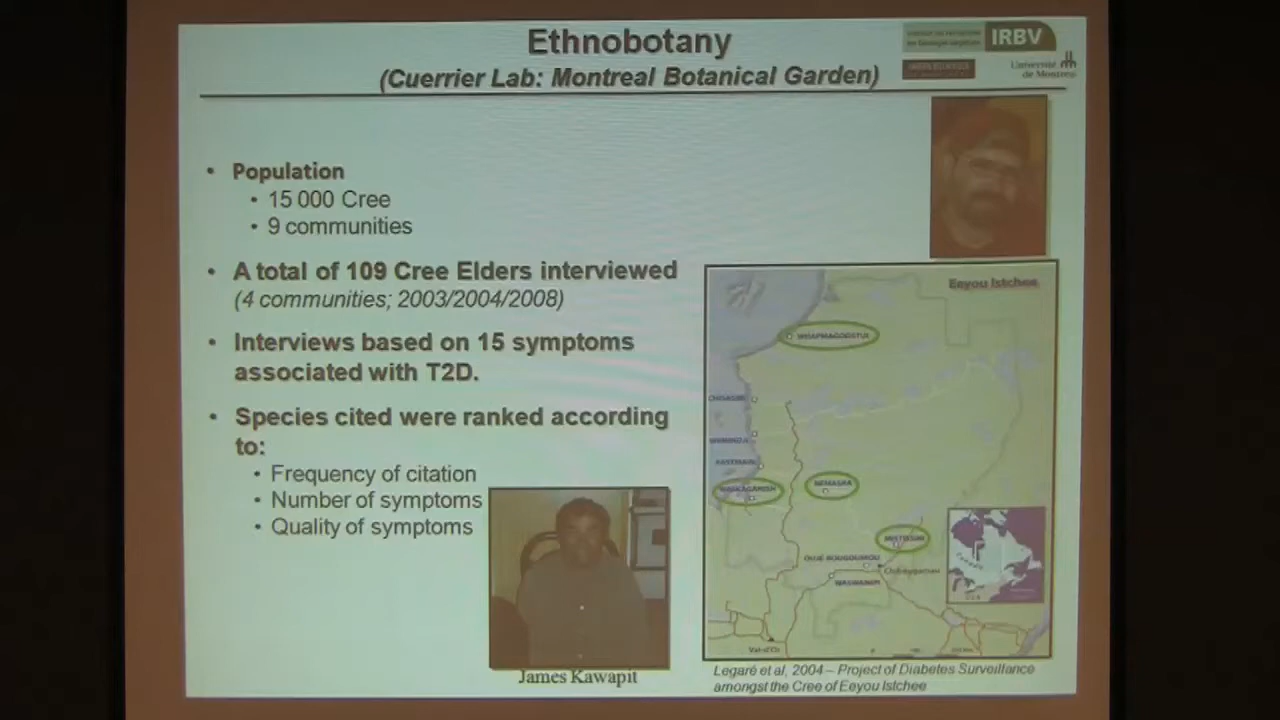 Ethnobotany
(Cuerrier Lab: Montreal Botanical Garden)
IRBV
Université
de Montréal
• Population
• 15 000 Cree
• 9 communities
• A total of 109 Cree Elders interviewed
(4 communities; 2003/2004/2008)
• Interviews based on 15 symptoms
associated with T2D.
• Species cited were ranked according
to:
• Frequency of citation
• Number of symptoms
• Quality of symptoms
James Kawapit
Eeyou Istchee
WHAPMAGOOSTUI
CHISASIBI
WEMINDJI
EASTMAIN
WASKAGANISH
NEMASKA
MISTISSINI
OUJÉ-BOUGOUMOU
Chibougamau
WASWANIPI
Val-d'Or
Canada
Legaré et al, 2004 – Project of Diabetes Surveillance
amongst the Cree of Eeyou Istchee